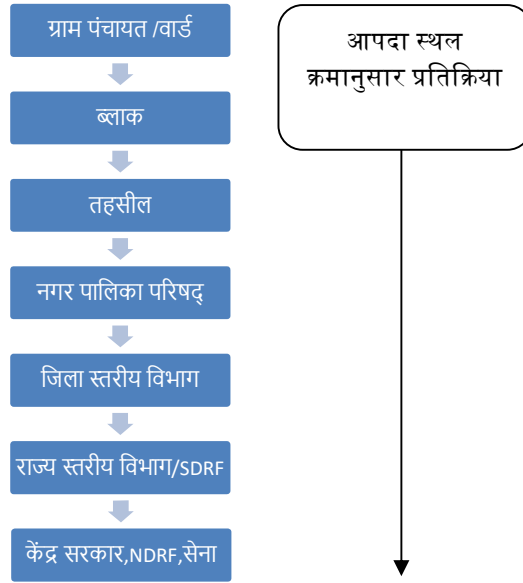 ग्राम पंचायत /वार्ड
ब्लाक
तहसील
नगर पालिका परिषद्
जिला स्तरीय विभाग
राज्य स्तरीय विभाग/SDRF
केंद्र सरकार,NDRF,सेना
आपदा स्थल
क्रमानुसार प्रतिक्रिया